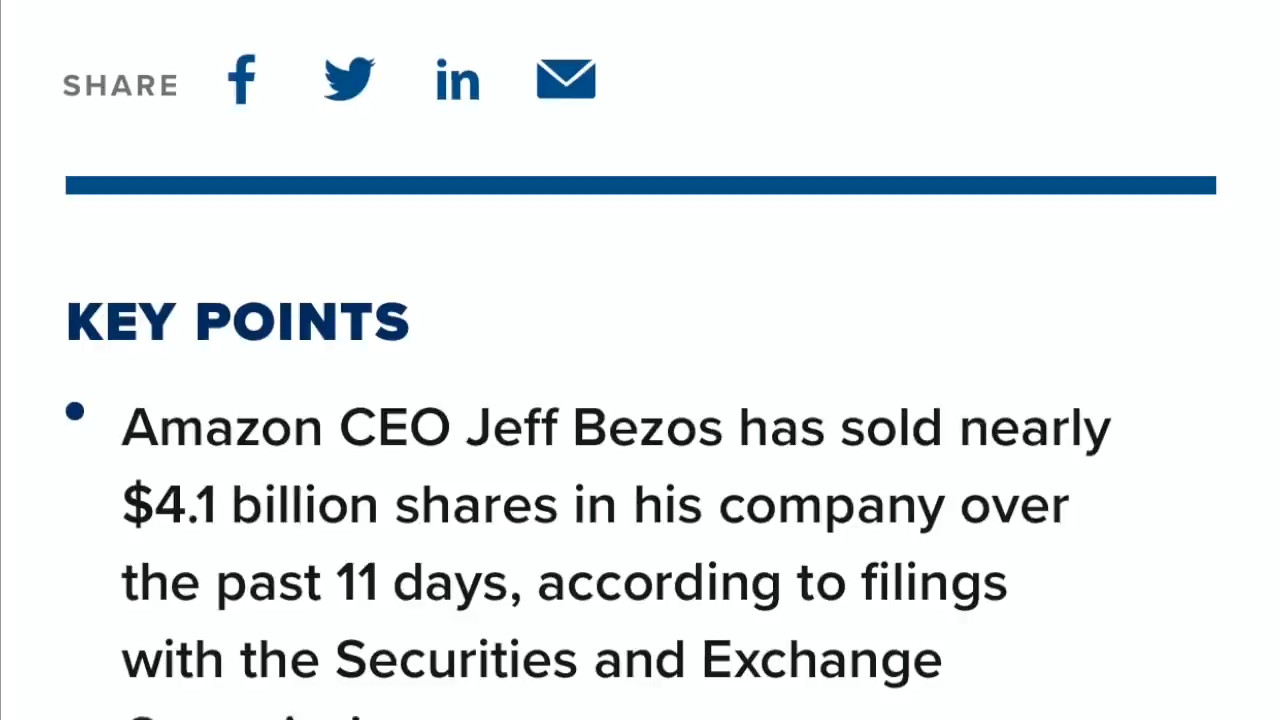 SHARE
KEY POINTS
• Amazon CEO Jeff Bezos has sold nearly
$4.1 billion shares in his company over
the past 11 days, according to filings
with the Securities and Exchange